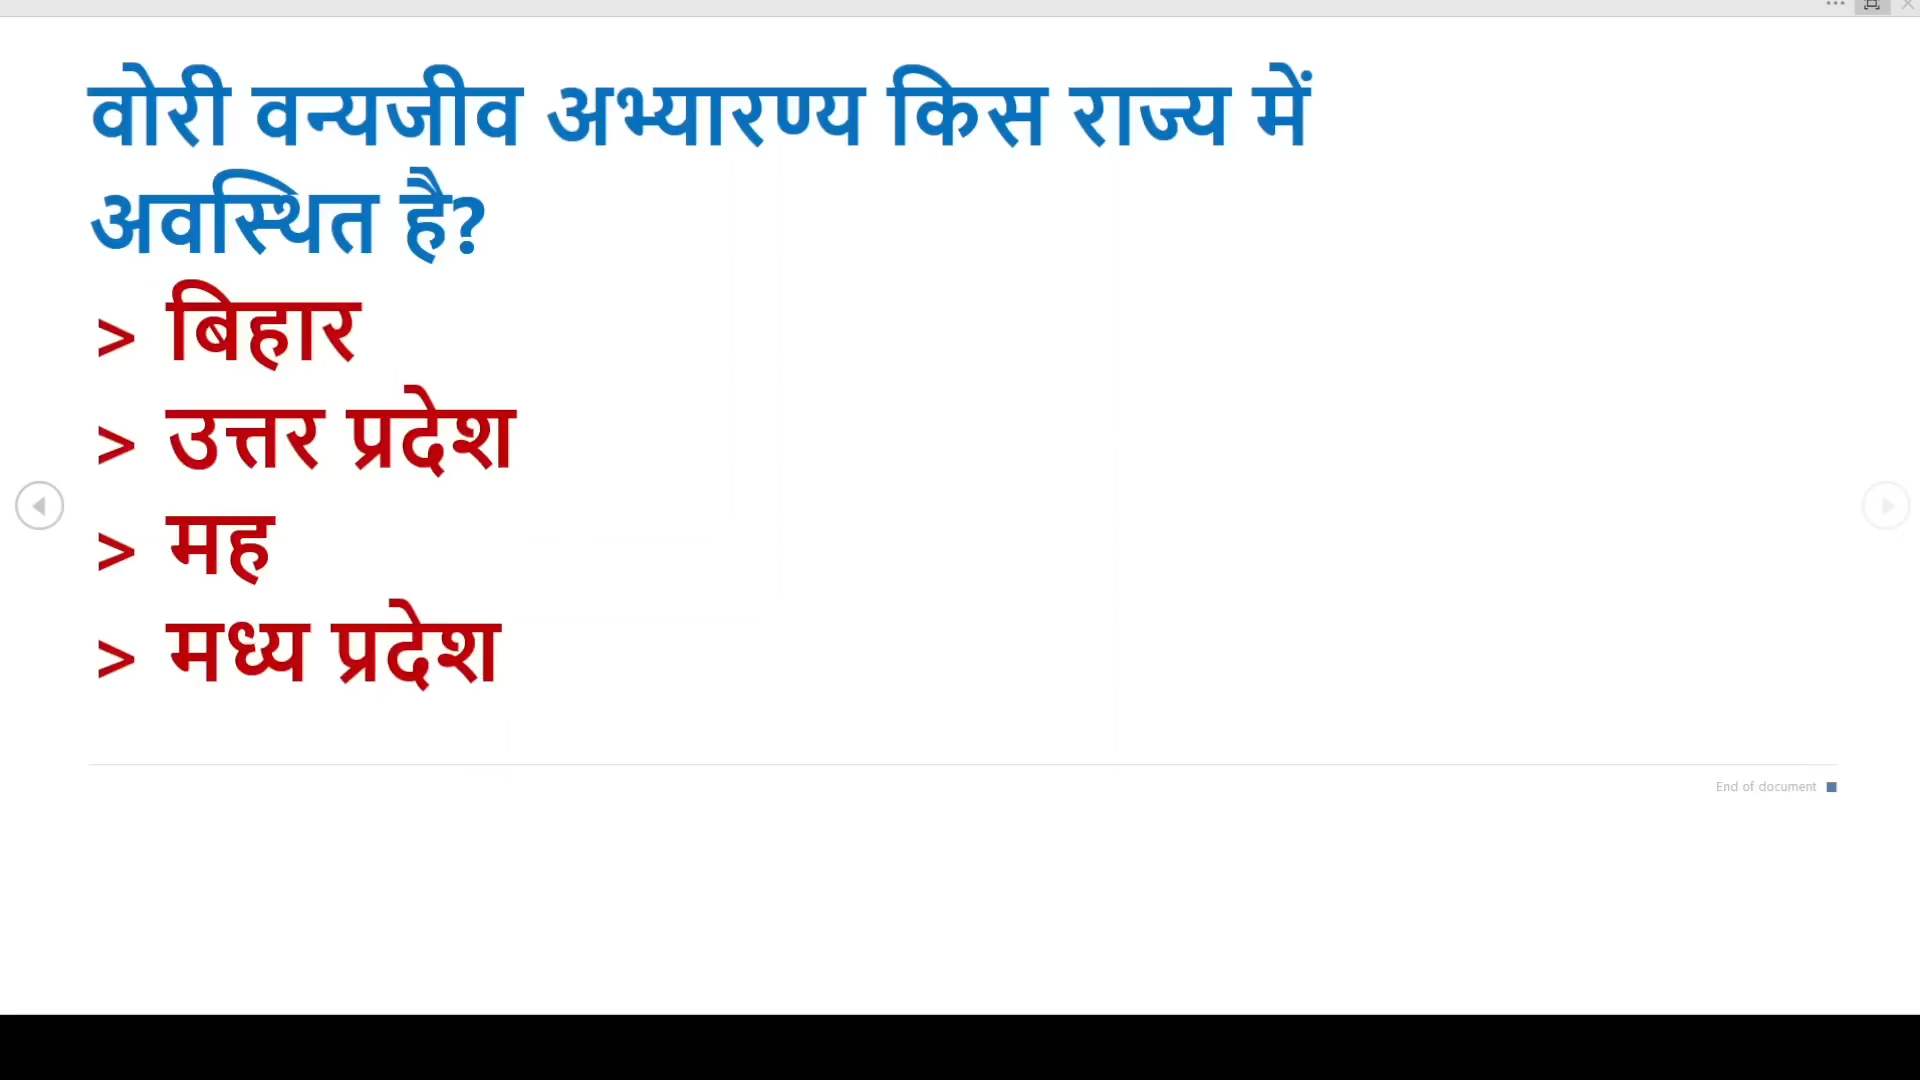 वोरी वन्यजीव अभ्यारण्य किस राज्य में
अवस्थित है?
> बिहार
> उत्तर प्रदेश
> मह
> मध्य प्रदेश
End of document